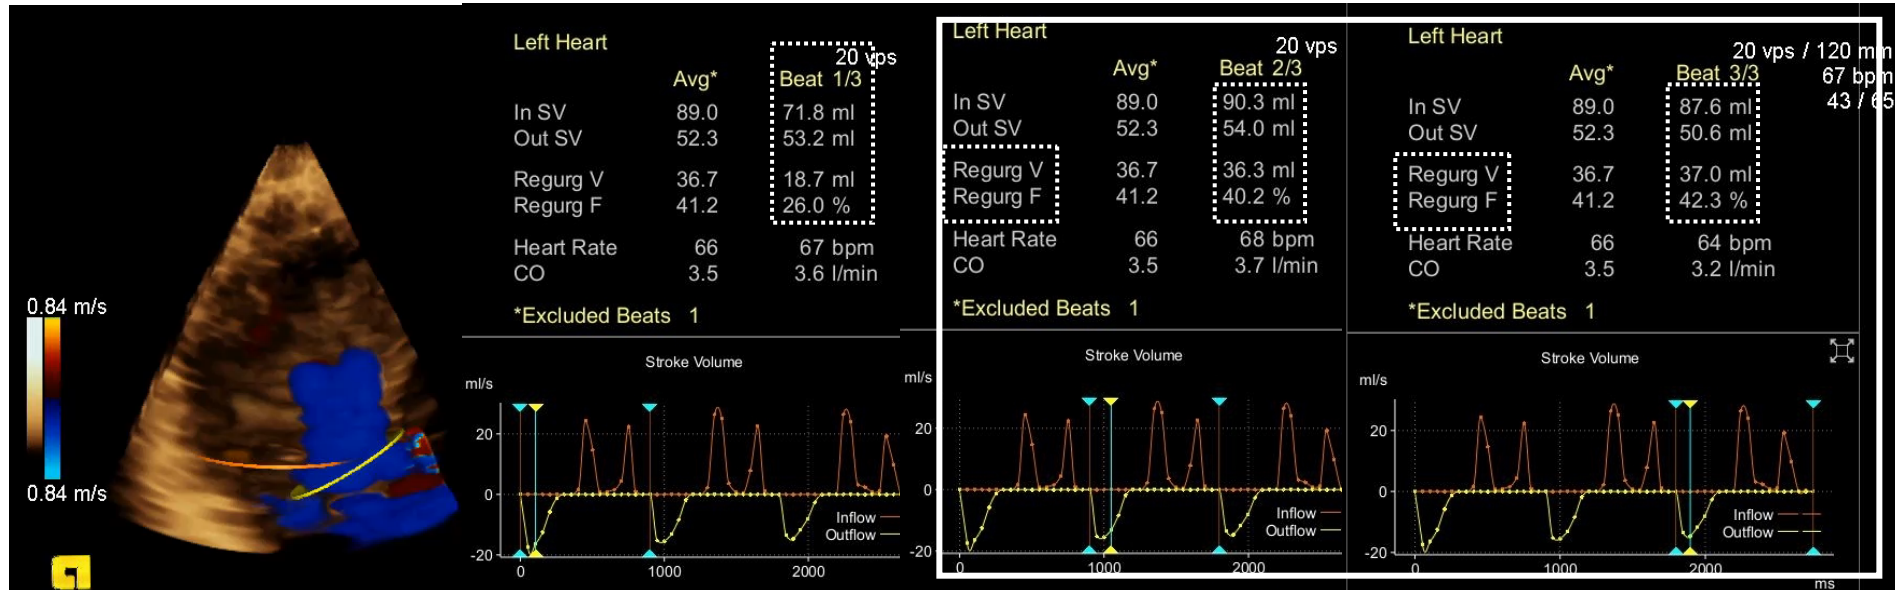 0.84 m/s
0.84 m/s
Left Heart
20 vps
Avg* Beat 1/3
In SV 89.0 71.8 ml
Out SV 52.3 53.2 ml
Regurg V 36.7 18.7 ml
Regurg F 41.2 26.0 %
Heart Rate 66 67 bpm
CO 3.5 3.6 l/min
*Excluded Beats 1
Stroke Volume
ml/s
20
0
Inflow
Outflow
-20
0 1000 2000
Left Heart
20 vps
Avg* Beat 2/3
In SV 89.0 90.3 ml
Out SV 52.3 54.0 ml
Regurg V 36.7 36.3 ml
Regurg F 41.2 40.2 %
Heart Rate 66 68 bpm
CO 3.5 3.7 l/min
*Excluded Beats 1
Stroke Volume
ml/s
20
0
Inflow
Outflow
-20
0 1000 2000
Left Heart
20 vps / 120 mm
Avg* Beat 3/3
67 bpm
43 / 65
In SV 89.0 87.6 ml
Out SV 52.3 50.6 ml
Regurg V 36.7 37.0 ml
Regurg F 41.2 42.3 %
Heart Rate 66 64 bpm
CO 3.5 3.2 l/min
*Excluded Beats 1
Stroke Volume
ml/s
20
0
Inflow
Outflow
-20
0 1000 2000
ms